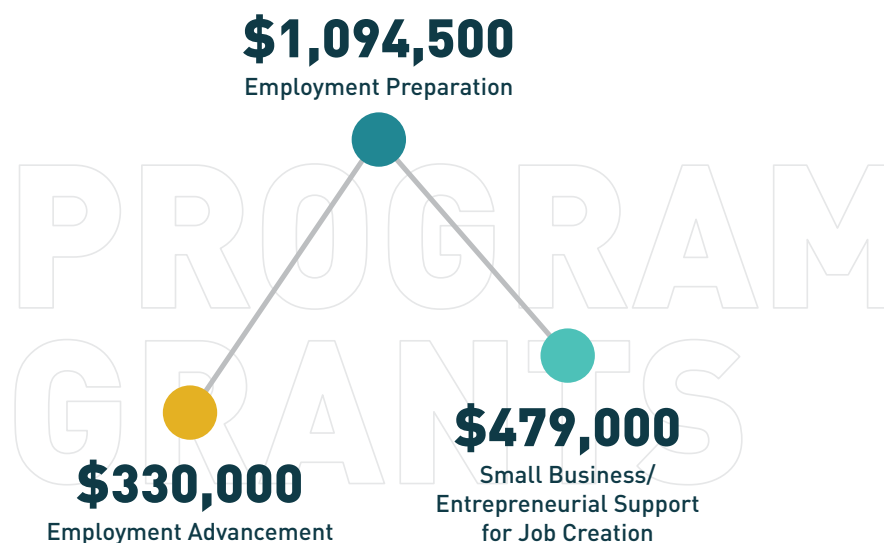 $1,094,500
Employment Preparation
PROGRAM
GRANTS
$330,000
Employment Advancement
$479,000
Small Business/
Entrepreneurial Support
for Job Creation